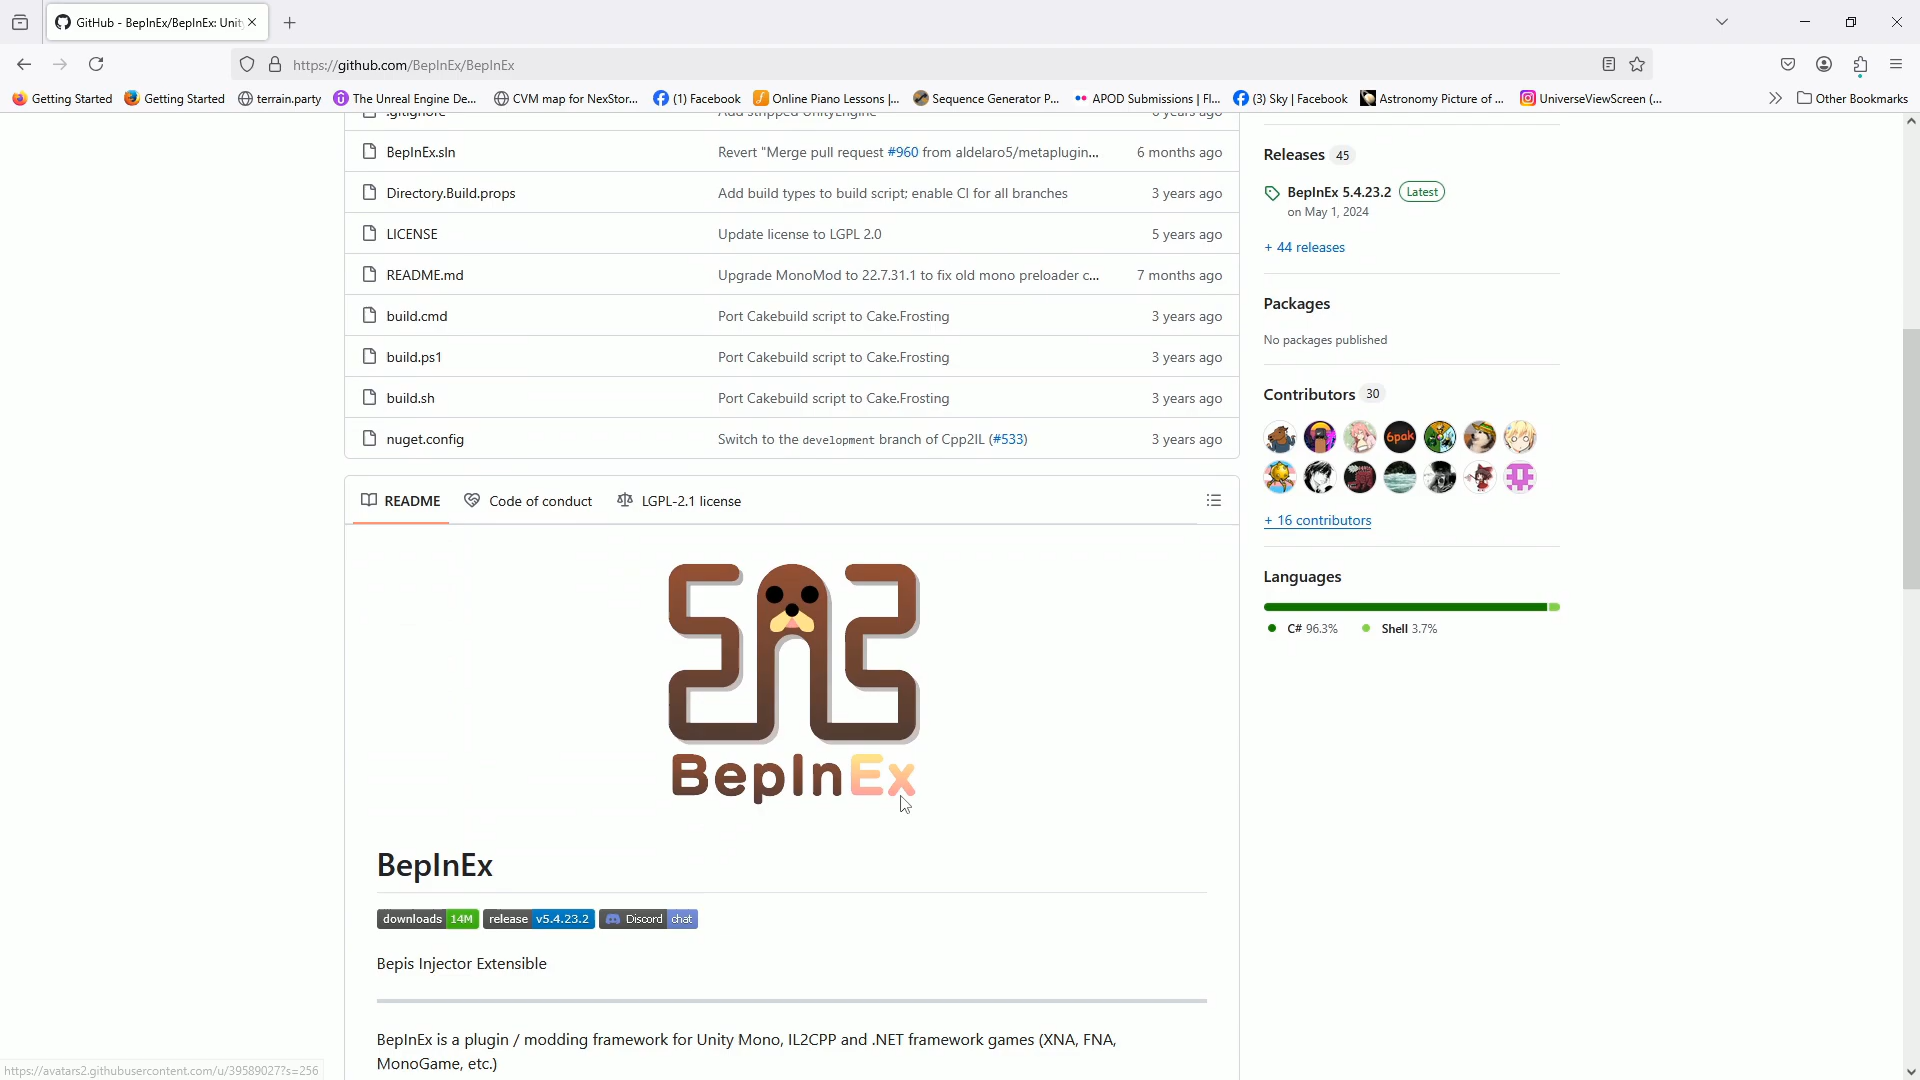 GitHub - BepInEx/BepInEx: Unit
https://github.com/BepInEx/BepInEx
Getting Started
Getting Started
terrain.party
The Unreal Engine De...
CVM map for NexStor...
(1) Facebook
Online Piano Lessons |...
Sequence Generator P...
APOD Submissions | Fl...
(3) Sky | Facebook
Astronomy Picture of ...
UniverseViewScreen (...
Other Bookmarks
.gitignore Add stripped UnityEngine 6 years ago
BepInEx.sln Revert "Merge pull request #960 from aldelaro5/metaplugin... 6 months ago
Directory.Build.props Add build types to build script; enable CI for all branches 3 years ago
LICENSE Update license to LGPL 2.0 5 years ago
README.md Upgrade MonoMod to 22.7.31.1 to fix old mono preloader c... 7 months ago
build.cmd Port Cakebuild script to Cake.Frosting 3 years ago
build.ps1 Port Cakebuild script to Cake.Frosting 3 years ago
build.sh Port Cakebuild script to Cake.Frosting 3 years ago
nuget.config Switch to the development branch of Cpp2IL (#533) 3 years ago
README Code of conduct LGPL-2.1 license
BepInEx
BepInEx
downloads 14M release v5.4.23.2 Discord chat
Bepis Injector Extensible
BepInEx is a plugin / modding framework for Unity Mono, IL2CPP and .NET framework games (XNA, FNA,
MonoGame, etc.)
Releases 45
BepInEx 5.4.23.2 Latest
on May 1, 2024
+ 44 releases
Packages
No packages published
Contributors 30
6pak
+ 16 contributors
Languages
C# 96.3% Shell 3.7%
https://avatars2.githubusercontent.com/u/39589027?s=256